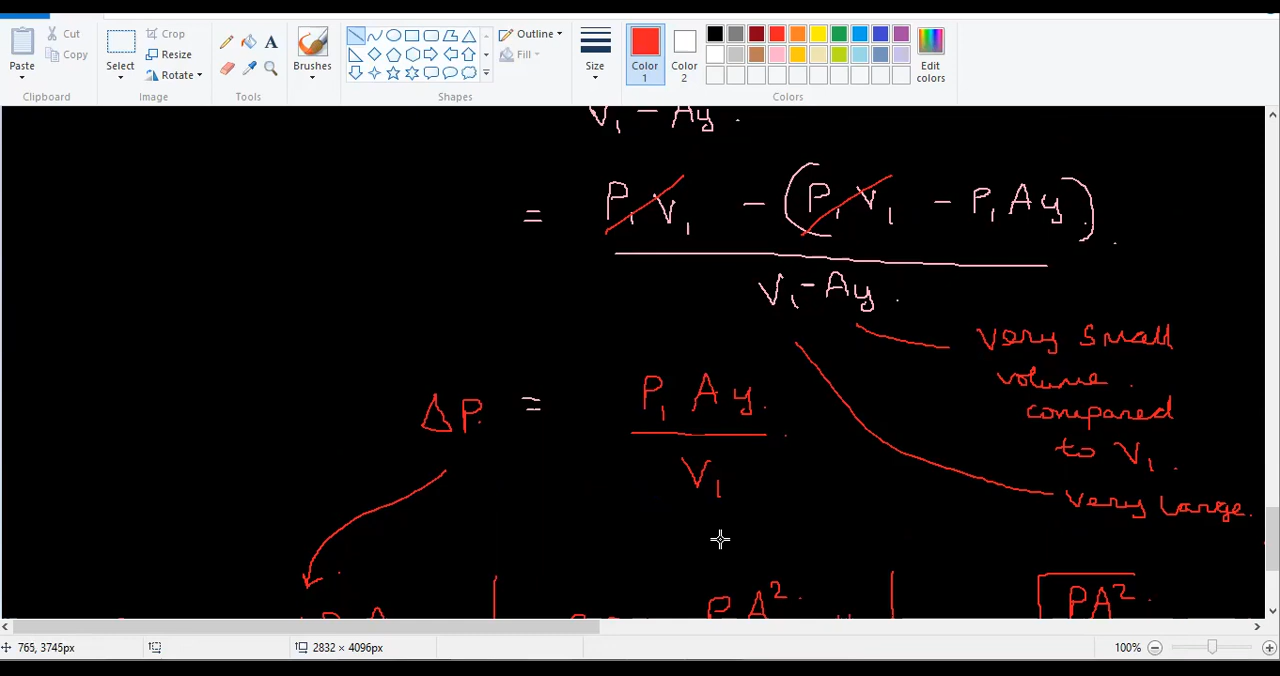 Cut
Crop
Outline
Paste
Copy
Select
Resize
Rotate
Brushes
Fill
Size
Color
1
Color
2
Edit
colors
Clipboard
Image
Tools
Shapes
Colors
V₁ - Ay.
= P₁V₁ - (P₁V₁ - P₁Ay).
V₁-Ay.
Very Small
volume.
compared
to V₁.
very Large.
ΔP. = P₁ Ay.
V₁
PA².
PA².
765, 3745px
2832 × 4096px
100%